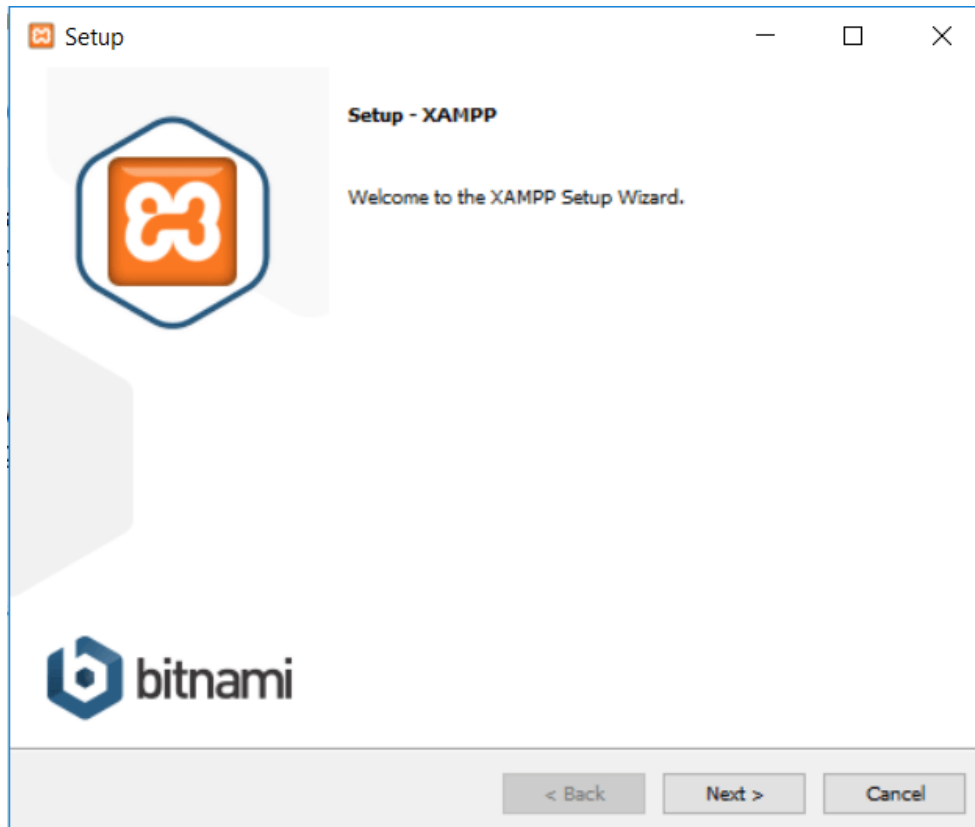 Setup
Setup - XAMPP
Welcome to the XAMPP Setup Wizard.
bitnami
< Back Next > Cancel